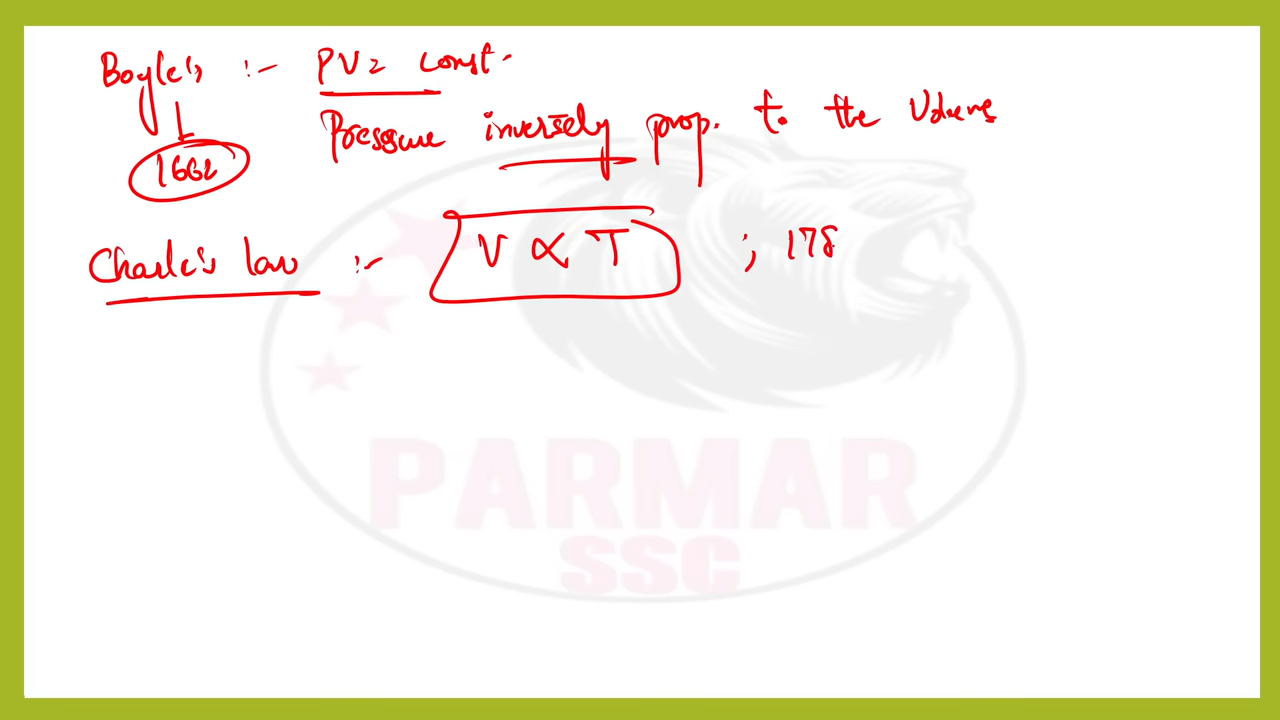 Boyle's :- PV = const.
Pressure inversely prop. to the Volume
1662
Charle's law :- V ∝ T ; 178
PARMAR
SSC